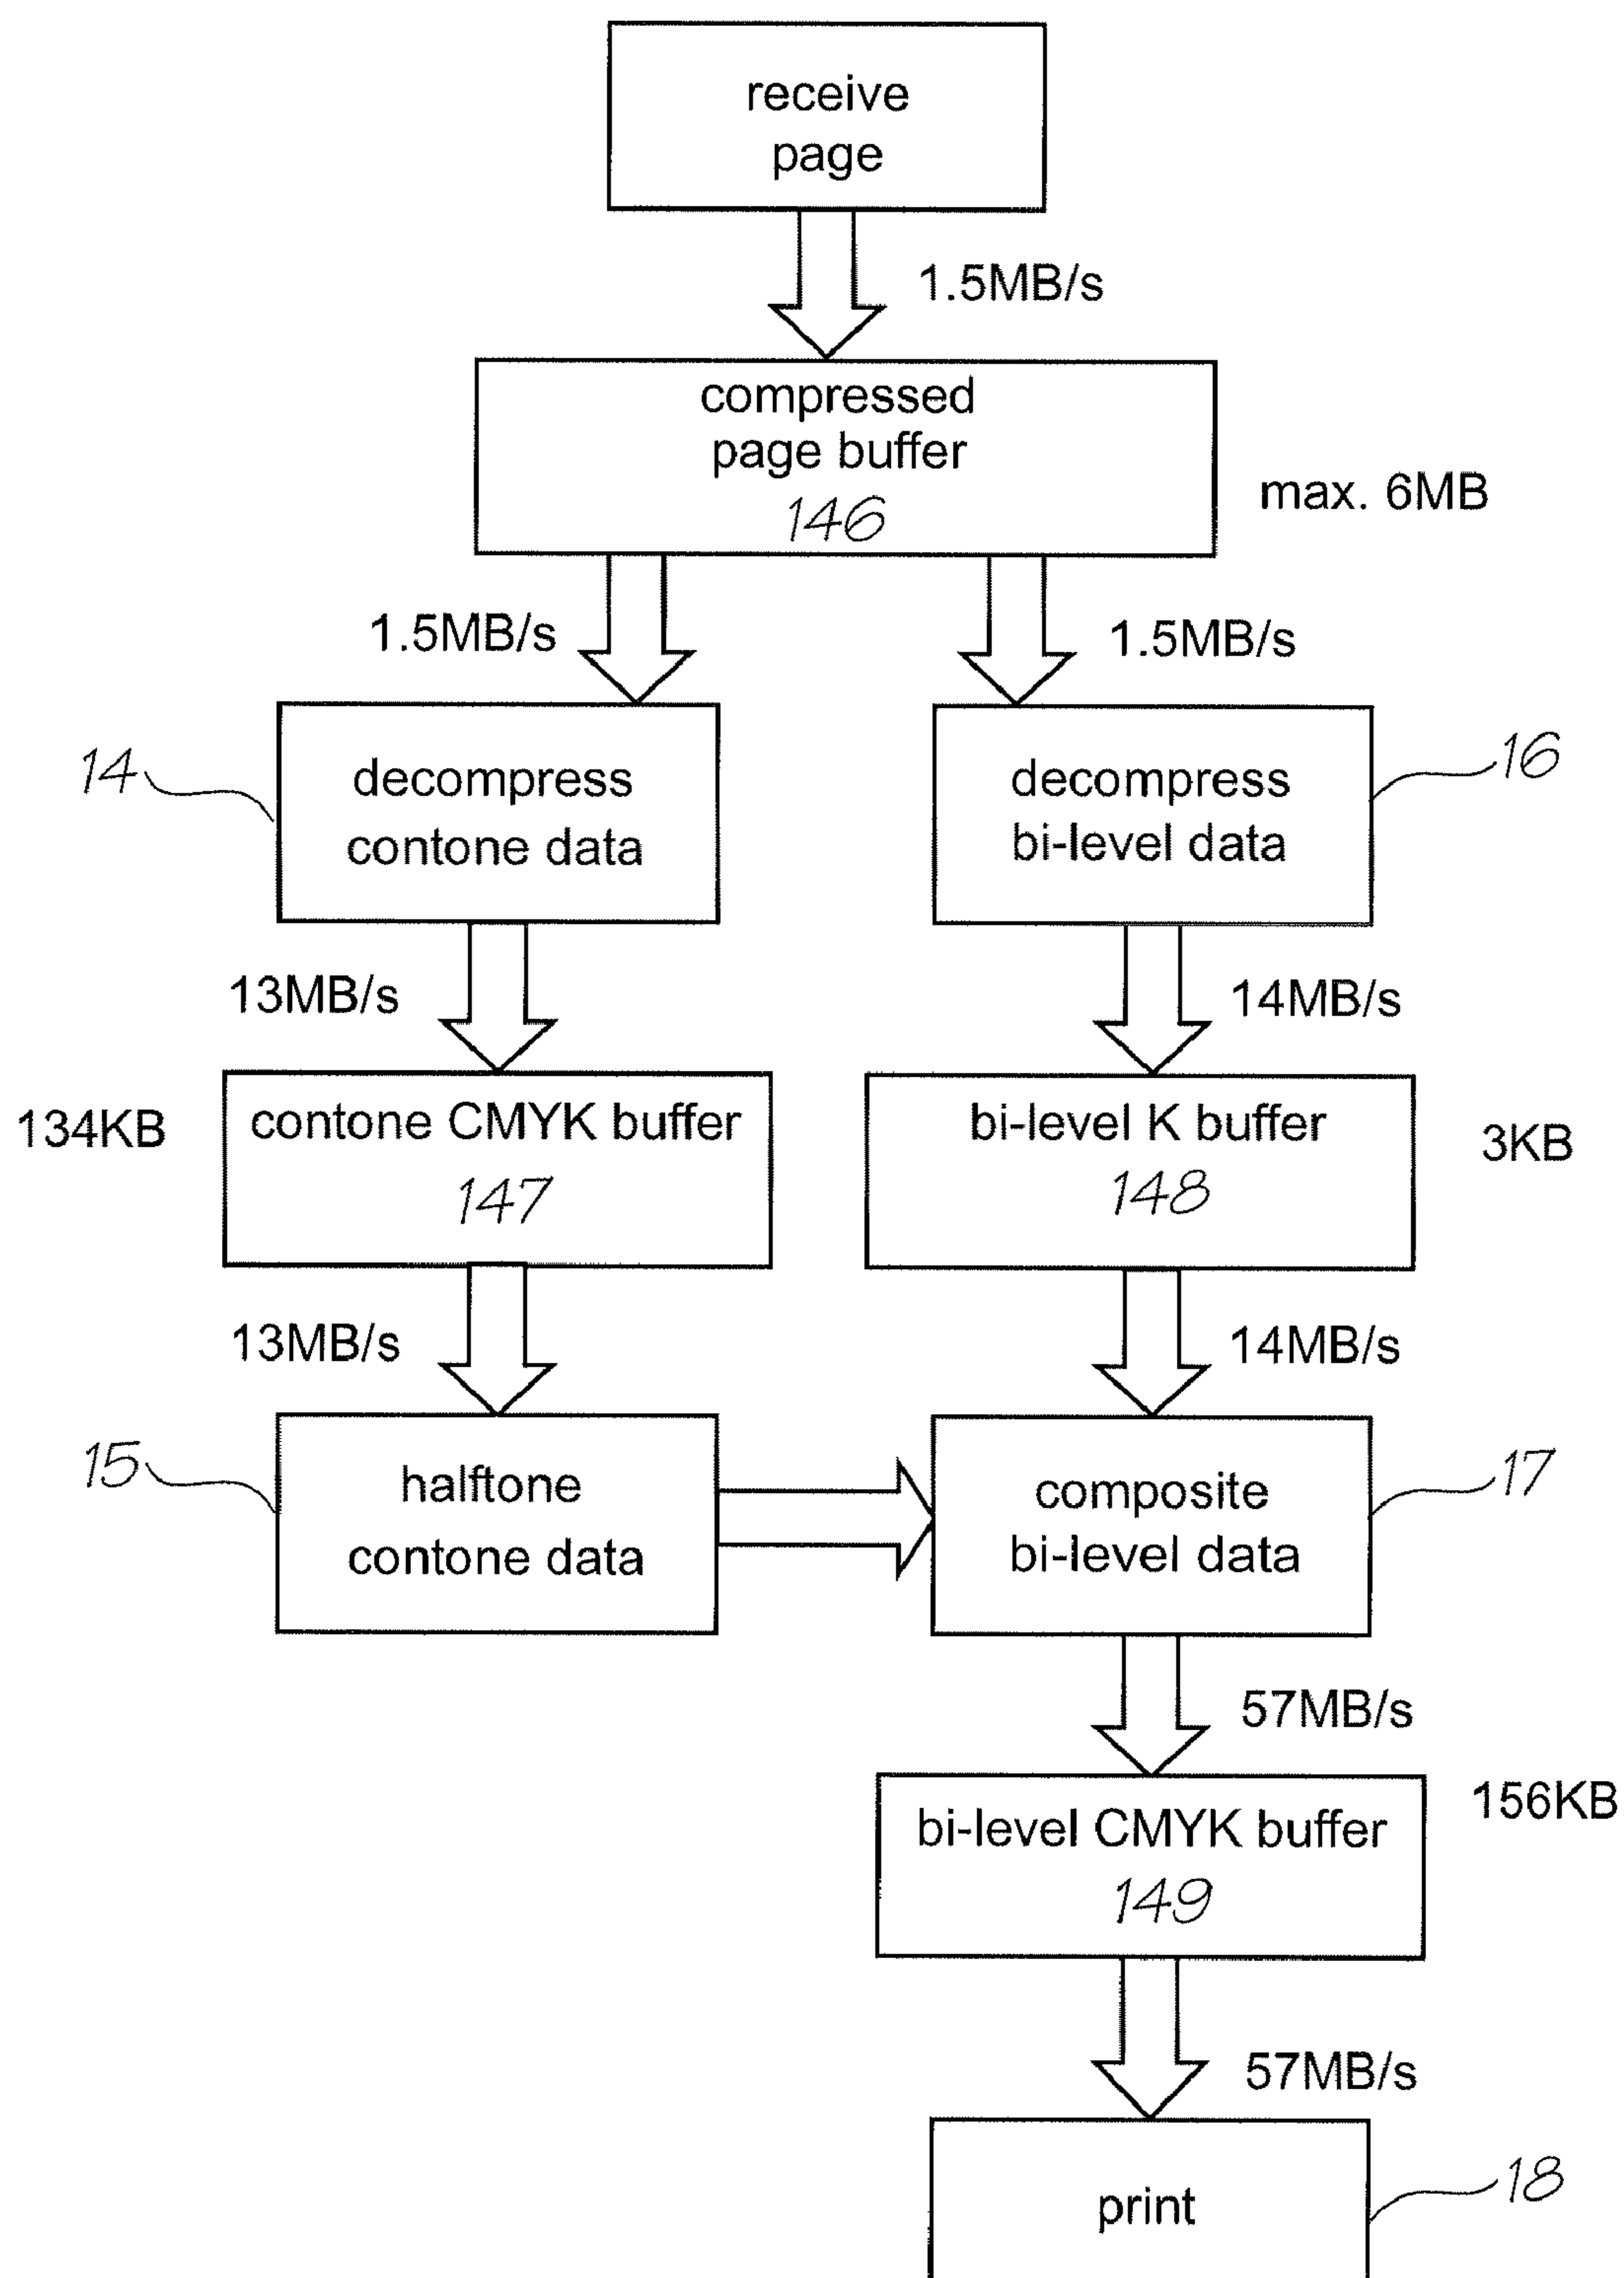 receive
page
1.5MB/s
compressed
page buffer
146
max. 6MB
1.5MB/s
1.5MB/s
14
decompress
contone data
decompress
bi-level data
16
13MB/s
14MB/s
134KB
contone CMYK buffer
147
bi-level K buffer
148
3KB
13MB/s
14MB/s
15
halftone
contone data
composite
bi-level data
17
57MB/s
bi-level CMYK buffer
149
156KB
57MB/s
print
18